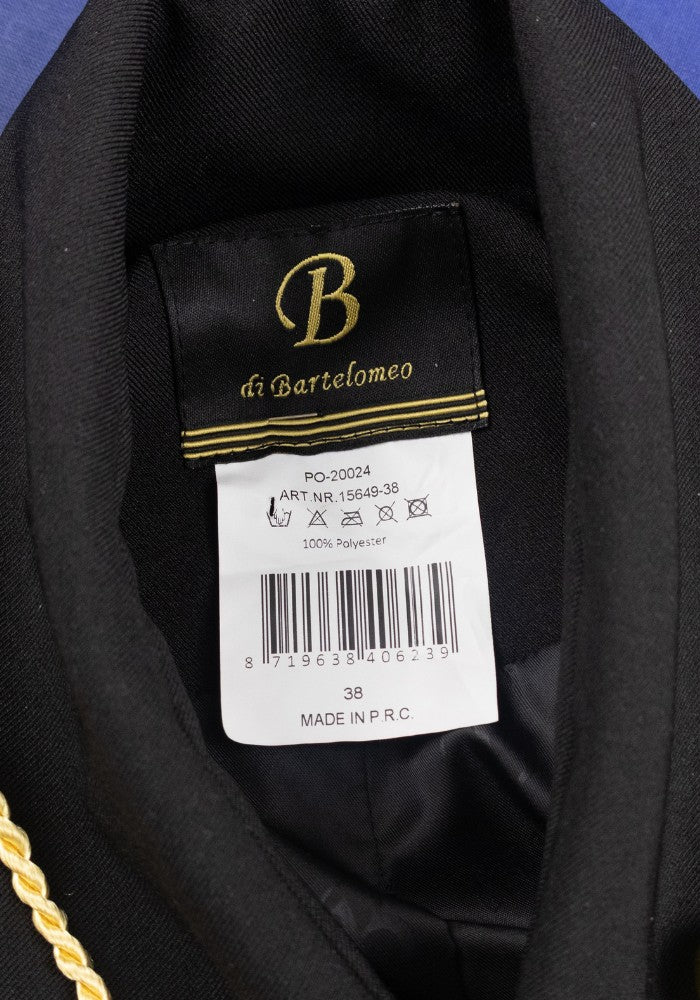 B
di Bartelomeo
PO-20024
ART.NR.15649-38
100% Polyester
8 719638 406239
38
MADE IN P.R.C.